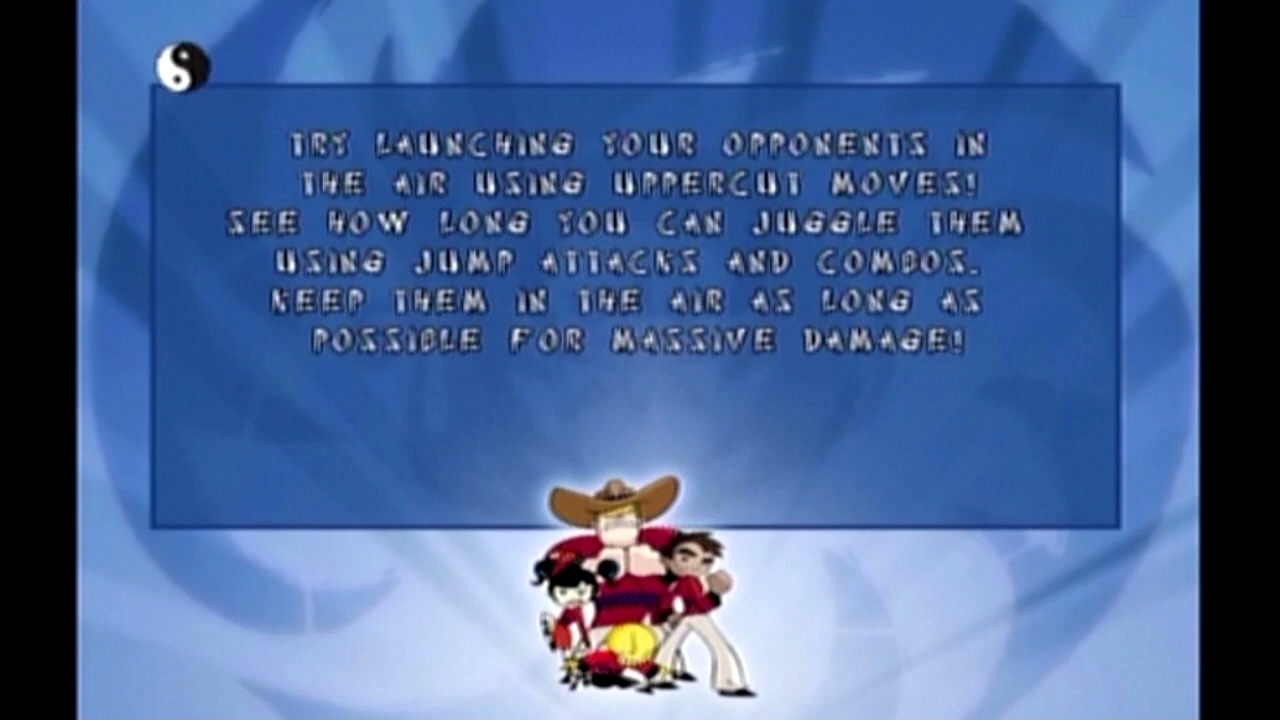 TRY LAUNCHING YOUR OPPONENTS IN
THE AIR USING UPPERCUT MOVES!
SEE HOW LONG YOU CAN JUGGLE THEM
USING JUMP ATTACKS AND COMBOS.
KEEP THEM IN THE AIR AS LONG AS
POSSIBLE FOR MASSIVE DAMAGE!